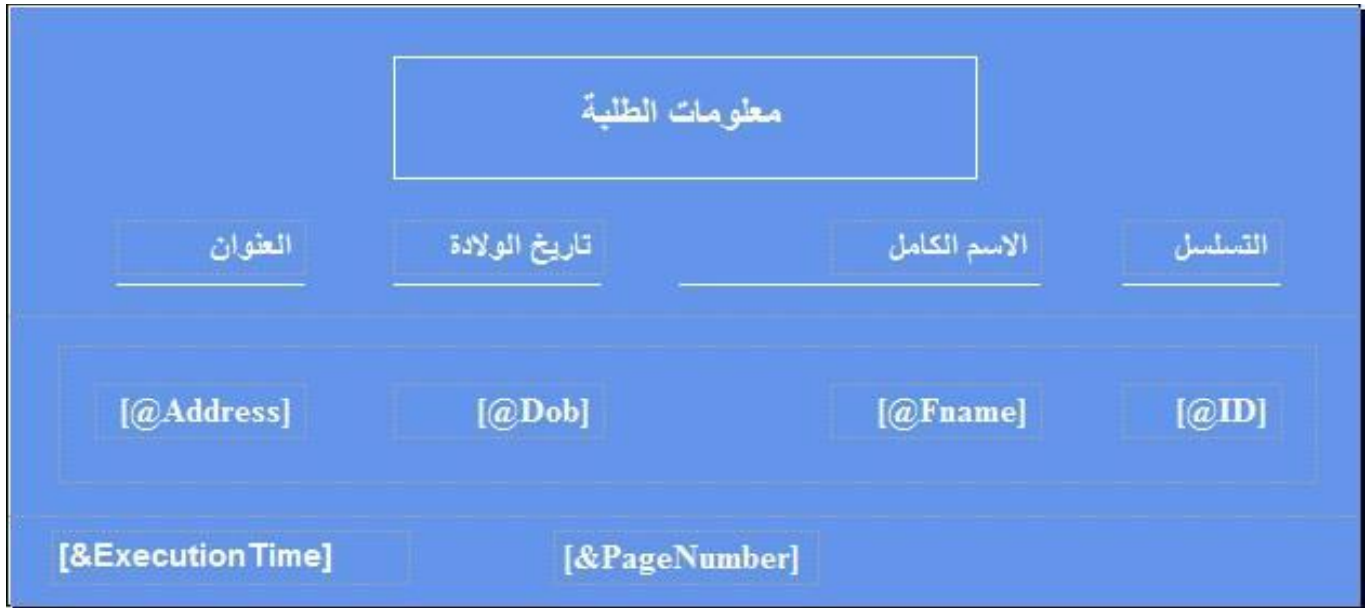 معلومات الطلبة
التسلسل الاسم الكامل تاريخ الولادة العنوان
[@ID] [@Fname] [@Dob] [@Address]
[&ExecutionTime] [&PageNumber]